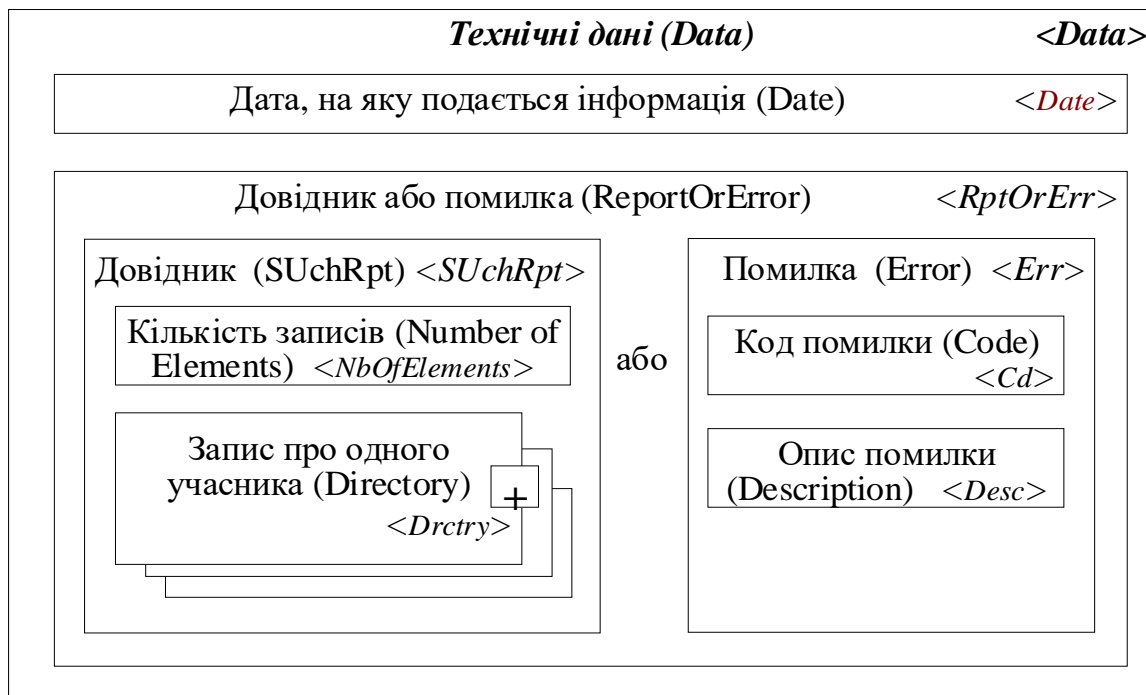 Технічні дані (Data) <Data>
Дата, на яку подається інформація (Date) <Date>
Довідник або помилка (ReportOrError) <RptOrErr>
Довідник (SUchRpt) <SUchRpt>
Кількість записів (Number of
Elements) <NbOfElements>
Запис про одного
учасника (Directory)
+
<Drctry>
або
Помилка (Error) <Err>
Код помилки (Code)
<Cd>
Опис помилки
(Description) <Desc>